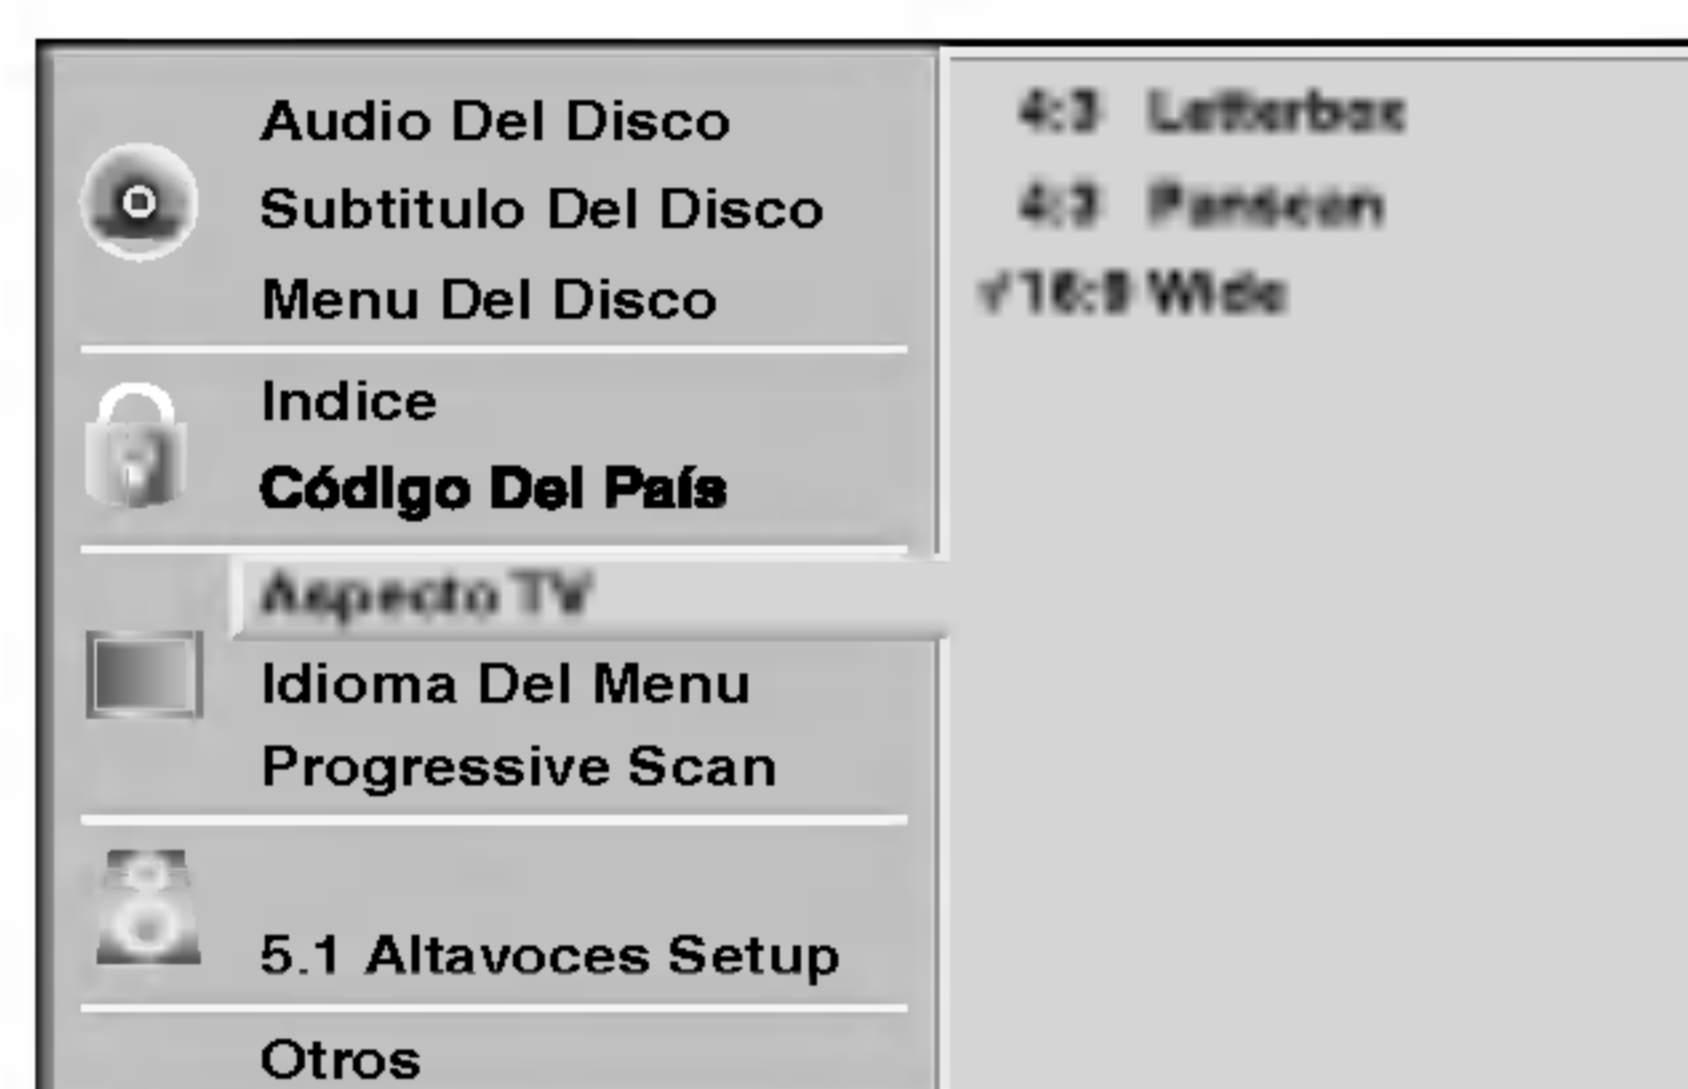 Audio Del Disco
Subtitulo Del Disco
Menu Del Disco
Indice
Código Del País
Aspecto TV
Idioma Del Menu
Progressive Scan
5.1 Altavoces Setup
Otros
4:3 Letterbox
4:3 Panscan
√16:9 Wide